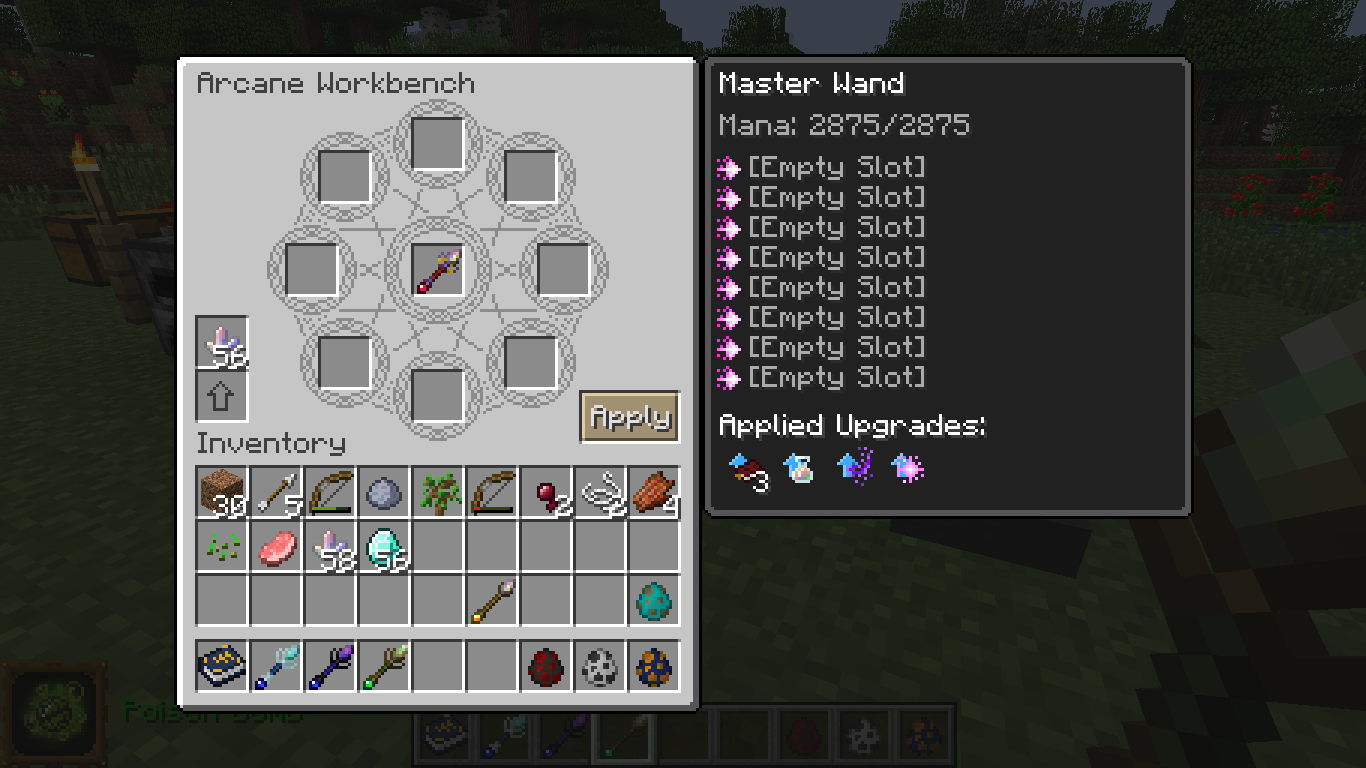 Arcane Workbench
56
Apply
Inventory
30
5
2
2
4
58
56
Master Wand
Mana: 2875/2875
[Empty Slot]
[Empty Slot]
[Empty Slot]
[Empty Slot]
[Empty Slot]
[Empty Slot]
[Empty Slot]
[Empty Slot]
Applied Upgrades:
3
Poison Bomb